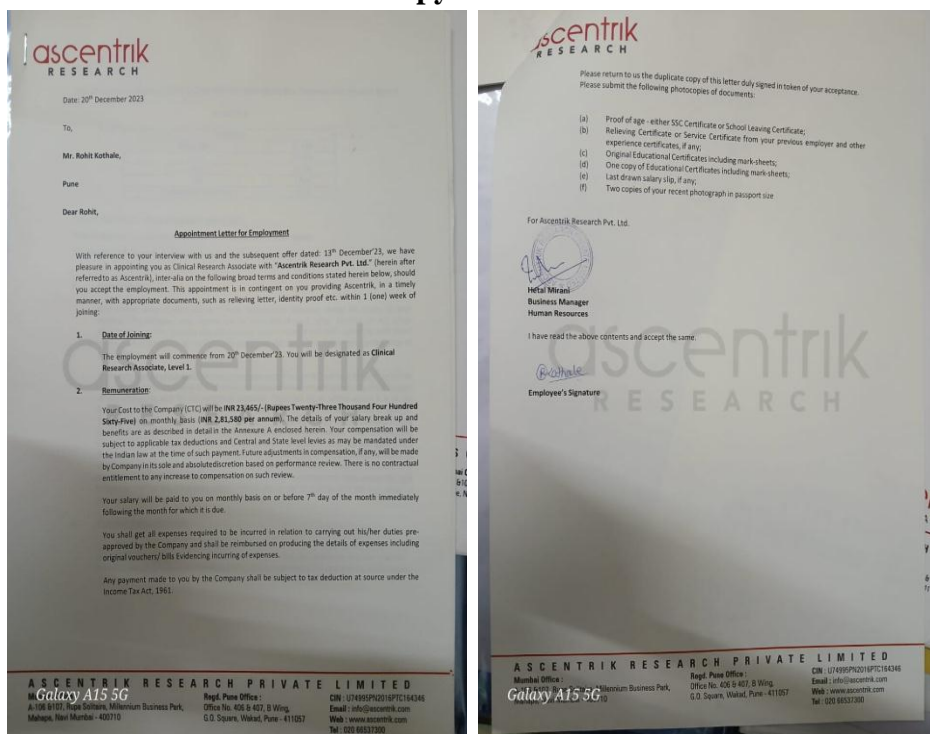 py
ascentrik
RESEARCH
Date: 20th December 2023
To,
Mr. Rohit Kothale,
Pune
Dear Rohit,
Appointment Letter for Employment
With reference to your interview with us and the subsequent offer dated: 13th December'23, we have
pleasure in appointing you as Clinical Research Associate with "Ascentrik Research Pvt. Ltd." (herein after
referred to as Ascentrik), inter-alia on the following broad terms and conditions stated herein below, should
you accept the employment. This appointment is in contingent on you providing Ascentrik, in a timely
manner, with appropriate documents, such as relieving letter, identity proof etc. within 1 (one) week of
joining:
1. Date of Joining:
The employment will commence from 20th December'23. You will be designated as Clinical
Research Associate, Level 1.
2. Remuneration:
Your Cost to the Company (CTC) will be INR 23,465/- (Rupees Twenty-Three Thousand Four Hundred
Sixty-Five) on monthly basis (INR 2,81,580 per annum). The details of your salary break up and
benefits are as described in detail in the Annexure A enclosed herein. Your compensation will be
subject to applicable tax deductions and Central and State level levies as may be mandated under
the Indian law at the time of such payment. Future adjustments in compensation, if any, will be made
by Company in its sole and absolutediscretion based on performance review. There is no contractual
entitlement to any increase to compensation on such review.
Your salary will be paid to you on monthly basis on or before 7th day of the month immediately
following the month for which it is due.
You shall get all expenses required to be incurred in relation to carrying out his/her duties pre-
approved by the Company and shall be reimbursed on producing the details of expenses including
original vouchers/ bills Evidencing incurring of expenses.
Any payment made to you by the Company shall be subject to tax deduction at source under the
Income Tax Act, 1961.
ascentrik
ASCENTRIK RESEARCH PRIVATE LIMITED
Galaxy A15 5G
A-106 &107, Rupa Solitaire, Millennium Business Park,
Mahape, Navi Mumbai - 400710
Regd. Pune Office :
Office No. 406 & 407, B Wing,
G.O. Square, Wakad, Pune - 411057
CIN : U74995PN2016PTC164346
Email : info@ascentrik.com
Web : www.ascentrik.com
Tel : 020 66537300
ascentrik
RESEARCH
Please return to us the duplicate copy of this letter duly signed in token of your acceptance.
Please submit the following photocopies of documents:
(a) Proof of age - either SSC Certificate or School Leaving Certificate;
(b) Relieving Certificate or Service Certificate from your previous employer and other
experience certificates, if any;
(c) Original Educational Certificates including mark-sheets;
(d) One copy of Educational Certificates including mark-sheets;
(e) Last drawn salary slip, if any;
(f) Two copies of your recent photograph in passport size
For Ascentrik Research Pvt. Ltd.
Hetal Mirani
Business Manager
Human Resources
I have read the above contents and accept the same.
Rkothale
Employee's Signature
ascentrik
RESEARCH
ASCENTRIK RESEARCH PRIVATE LIMITED
Mumbai Office :
Galaxy A15 5G
Millennium Business Park,
Regd. Pune Office :
Office No. 406 & 407, B Wing,
G.O. Square, Wakad, Pune - 411057
CIN : U74995PN2016PTC164346
Email : info@ascentrik.com
Web : www.ascentrik.com
Tel : 020 66537300